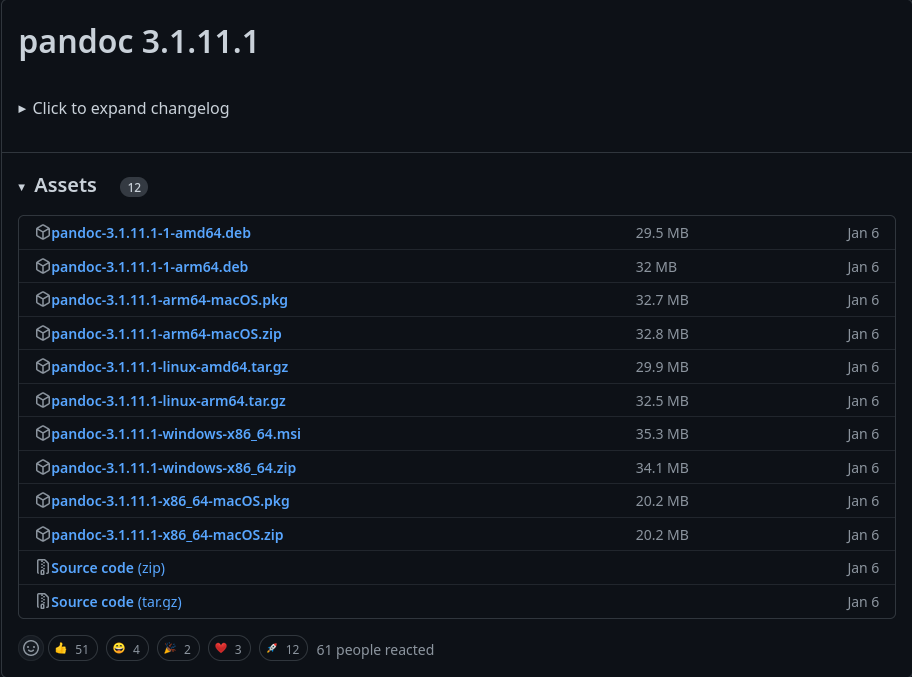 pandoc 3.1.11.1
Click to expand changelog
Assets 12
pandoc-3.1.11.1-1-amd64.deb 29.5 MB Jan 6
pandoc-3.1.11.1-1-arm64.deb 32 MB Jan 6
pandoc-3.1.11.1-arm64-macOS.pkg 32.7 MB Jan 6
pandoc-3.1.11.1-arm64-macOS.zip 32.8 MB Jan 6
pandoc-3.1.11.1-linux-amd64.tar.gz 29.9 MB Jan 6
pandoc-3.1.11.1-linux-arm64.tar.gz 32.5 MB Jan 6
pandoc-3.1.11.1-windows-x86_64.msi 35.3 MB Jan 6
pandoc-3.1.11.1-windows-x86_64.zip 34.1 MB Jan 6
pandoc-3.1.11.1-x86_64-macOS.pkg 20.2 MB Jan 6
pandoc-3.1.11.1-x86_64-macOS.zip 20.2 MB Jan 6
Source code (zip) Jan 6
Source code (tar.gz) Jan 6
51 4 2 3 12 61 people reacted